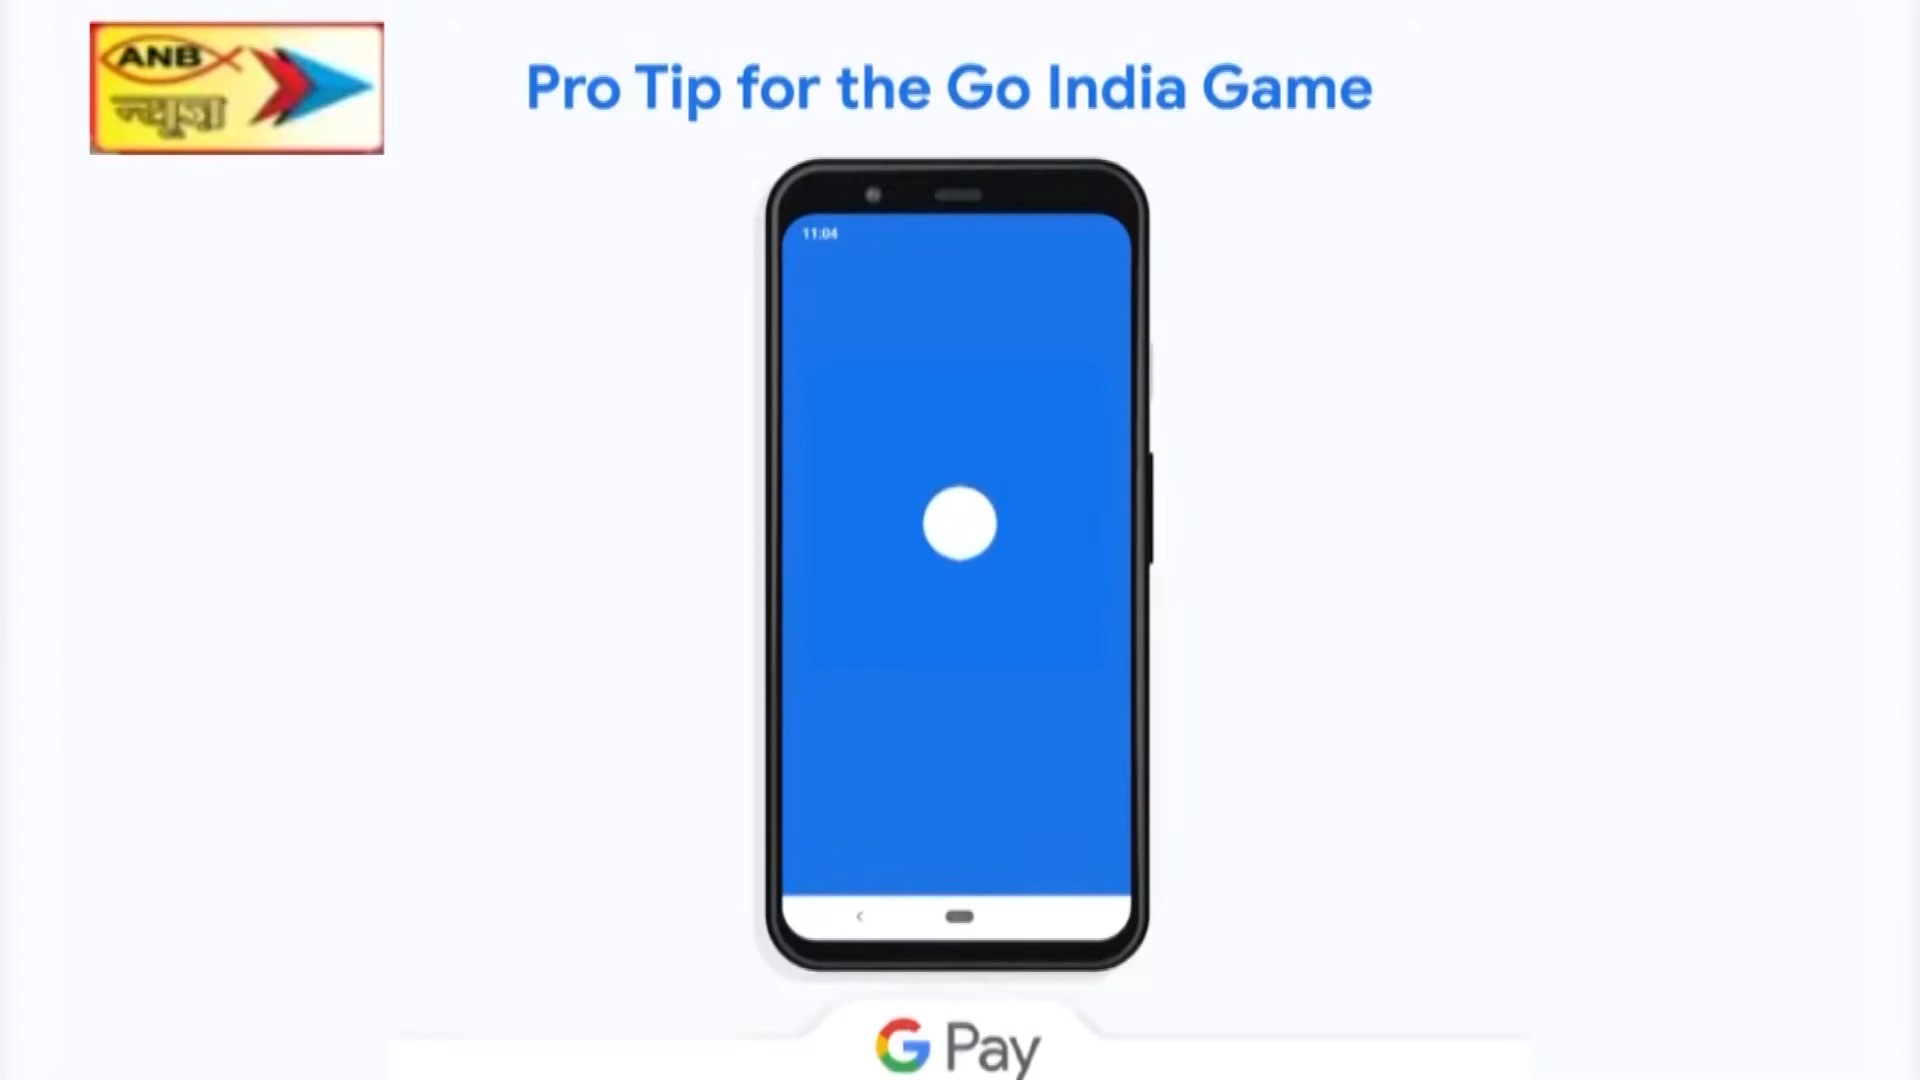 ANB
न्यूज़
Pro Tip for the Go India Game
11:04
G Pay